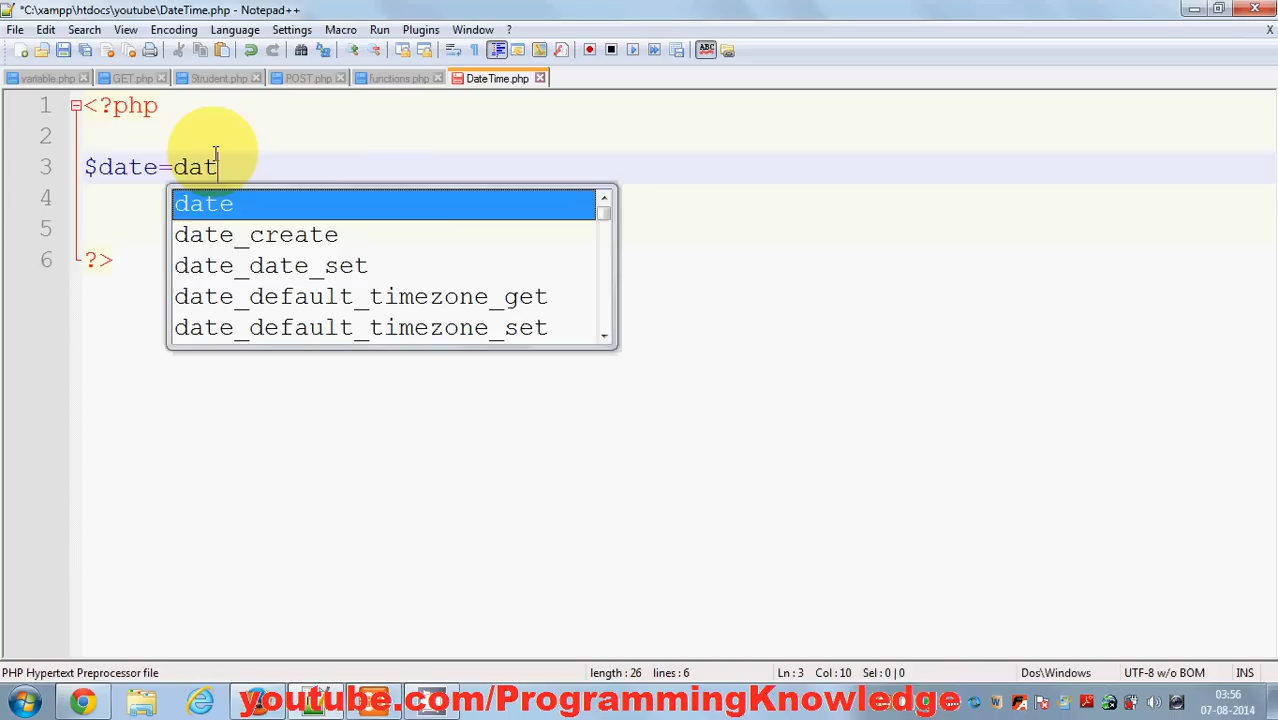 *C:\xampp\htdocs\youtube\DateTime.php - Notepad++
File Edit Search View Encoding Language Settings Macro Run Plugins Window ? X
variable.php GET.php Strudent.php POST.php functions.php DateTime.php
1 <?php
2
3 $date=dat
4 date
date_create
5 date_date_set
6 ?>
date_default_timezone_get
date_default_timezone_set
PHP Hypertext Preprocessor file length : 26 lines : 6 Ln : 3 Col : 10 Sel : 0 | 0 Dos\Windows UTF-8 w/o BOM INS
youtube.com/ProgrammingKnowledge
03:56
07-08-2014